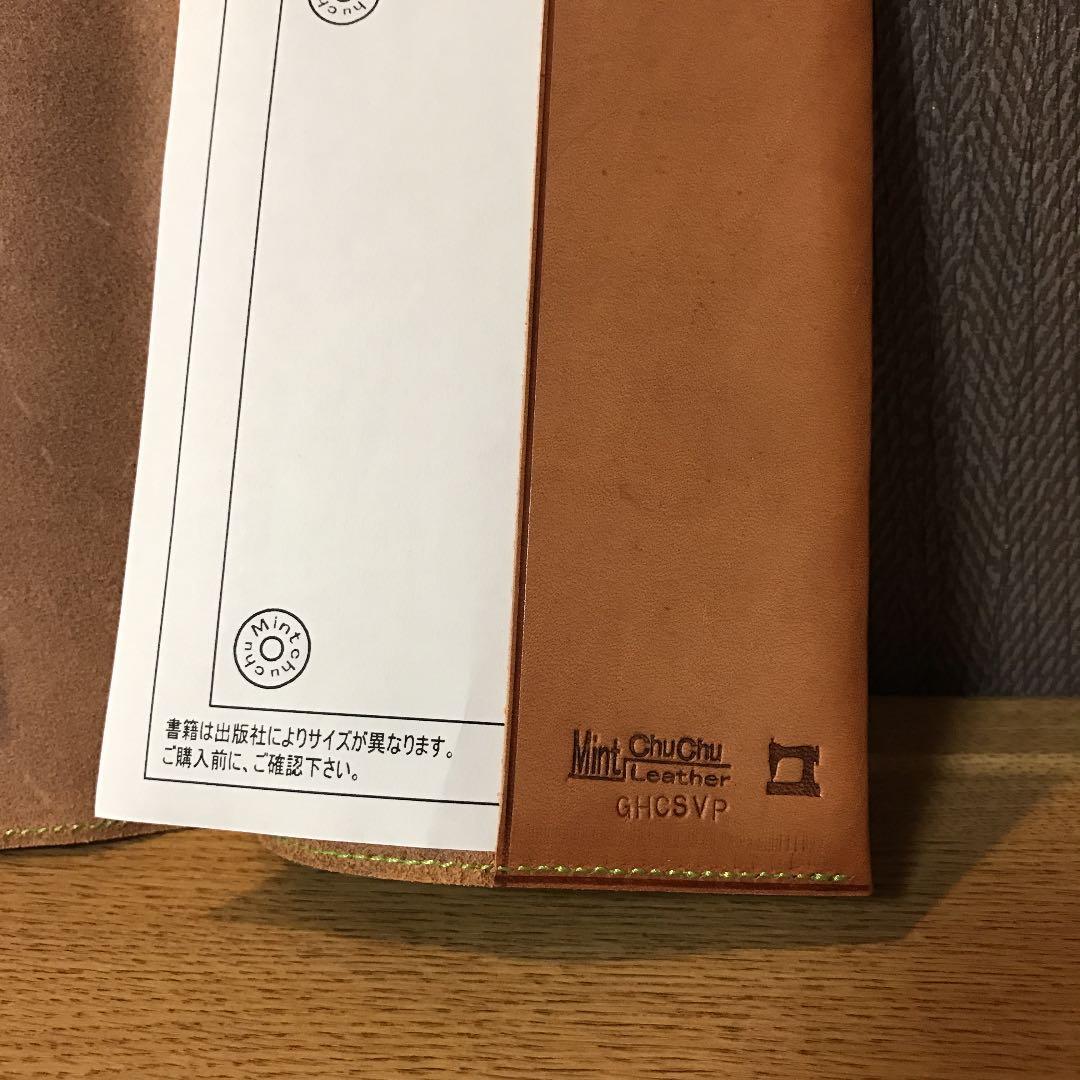 chu
Mintchuchu
書籍は出版社によりサイズが異なります。
ご購入前に、ご確認下さい。
Mint ChuChu
Leather
GHCSVP